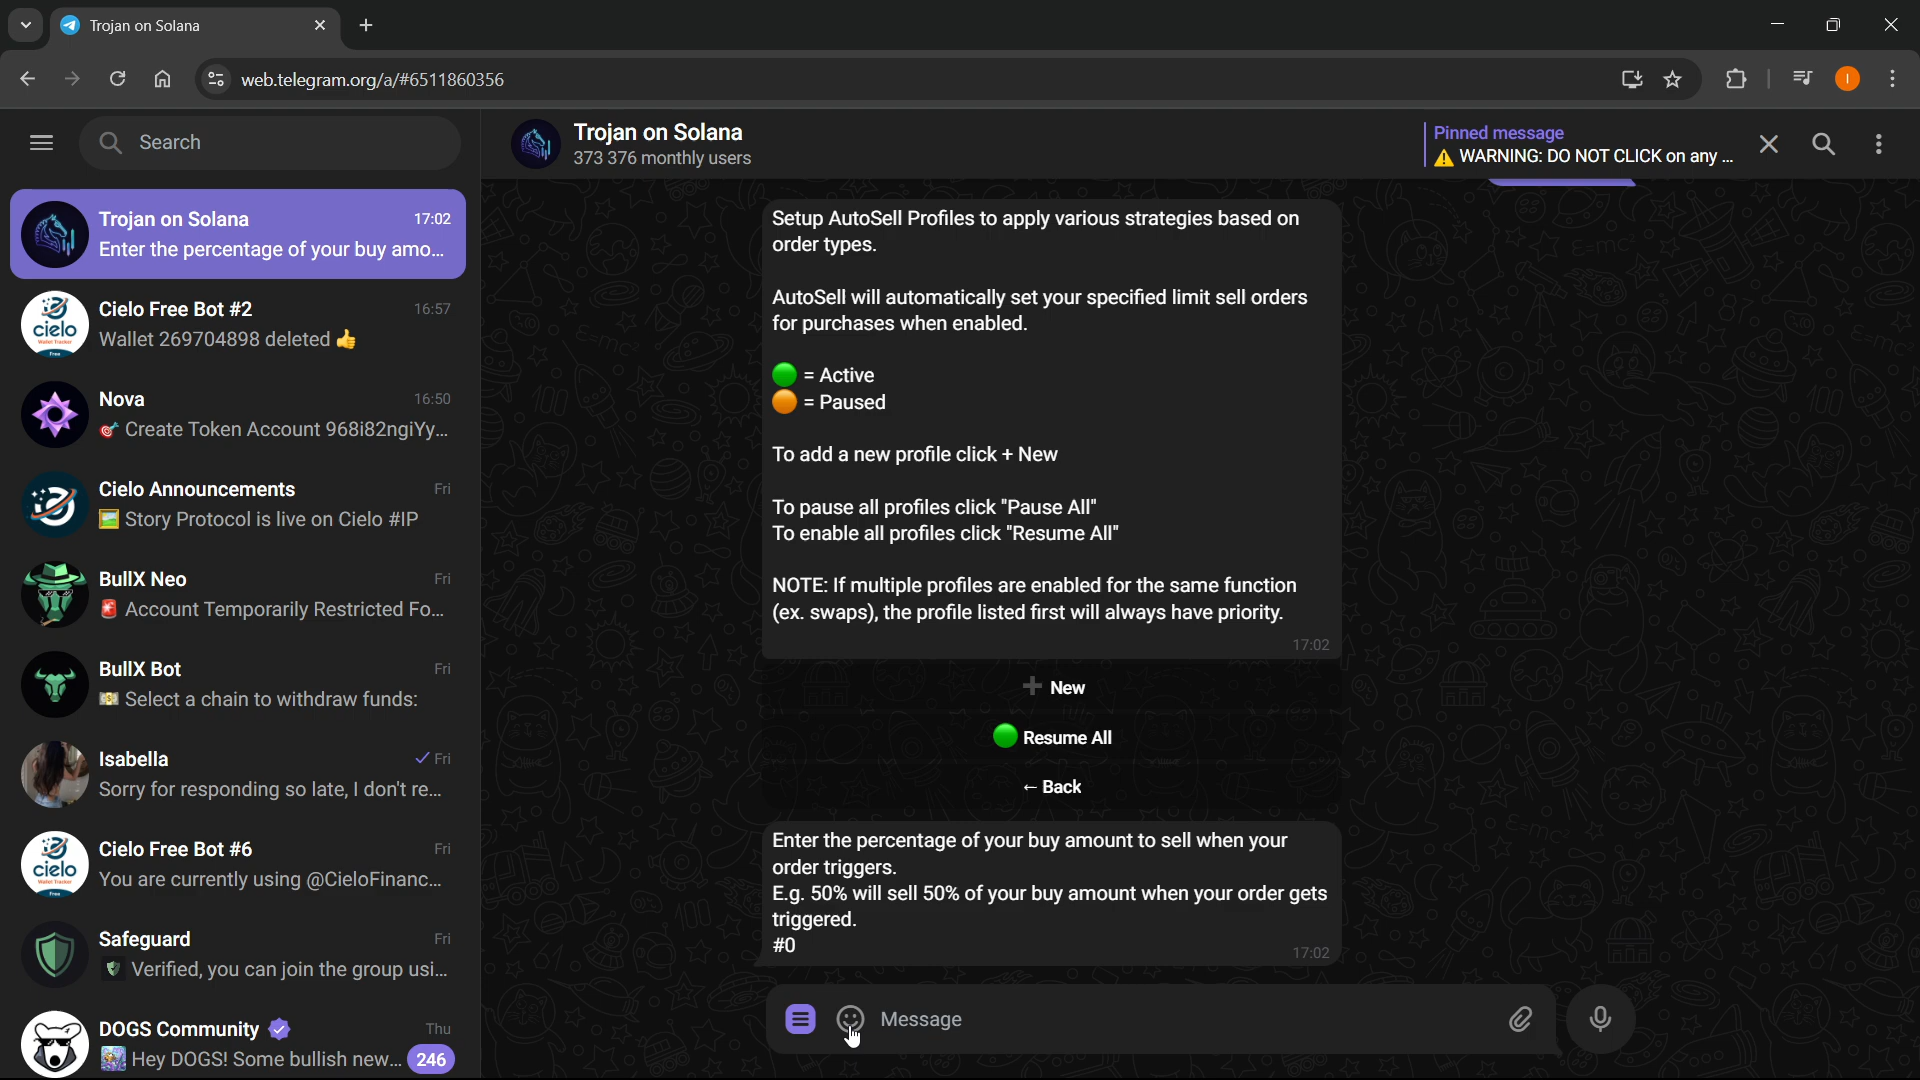 Trojan on Solana
web.telegram.org/a/#6511860356
Search
Trojan on Solana 17:02
Enter the percentage of your buy amo...
Cielo Free Bot #2 16:57
Wallet 269704898 deleted 👍
Nova 16:50
🎯 Create Token Account 968i82ngiYy...
Cielo Announcements Fri
🖼️ Story Protocol is live on Cielo #IP
BullX Neo Fri
🚨 Account Temporarily Restricted Fo...
BullX Bot Fri
💵 Select a chain to withdraw funds:
Isabella Fri
Sorry for responding so late, I don't re...
Cielo Free Bot #6 Fri
You are currently using @CieloFinanc...
Safeguard Fri
Verified, you can join the group usi...
DOGS Community Thu
Hey DOGS! Some bullish new... 246
cielo
Wallet Tracker
Free
cielo
Wallet Tracker
Free
I
Trojan on Solana
373 376 monthly users
Pinned message
⚠️ WARNING: DO NOT CLICK on any ...
Setup AutoSell Profiles to apply various strategies based on
order types.
AutoSell will automatically set your specified limit sell orders
for purchases when enabled.
🟢 = Active
🟠 = Paused
To add a new profile click + New
To pause all profiles click "Pause All"
To enable all profiles click "Resume All"
NOTE: If multiple profiles are enabled for the same function
(ex. swaps), the profile listed first will always have priority.
17:02
➕ New
🟢 Resume All
← Back
Enter the percentage of your buy amount to sell when your
order triggers.
E.g. 50% will sell 50% of your buy amount when your order gets
triggered.
#0
17:02
Message